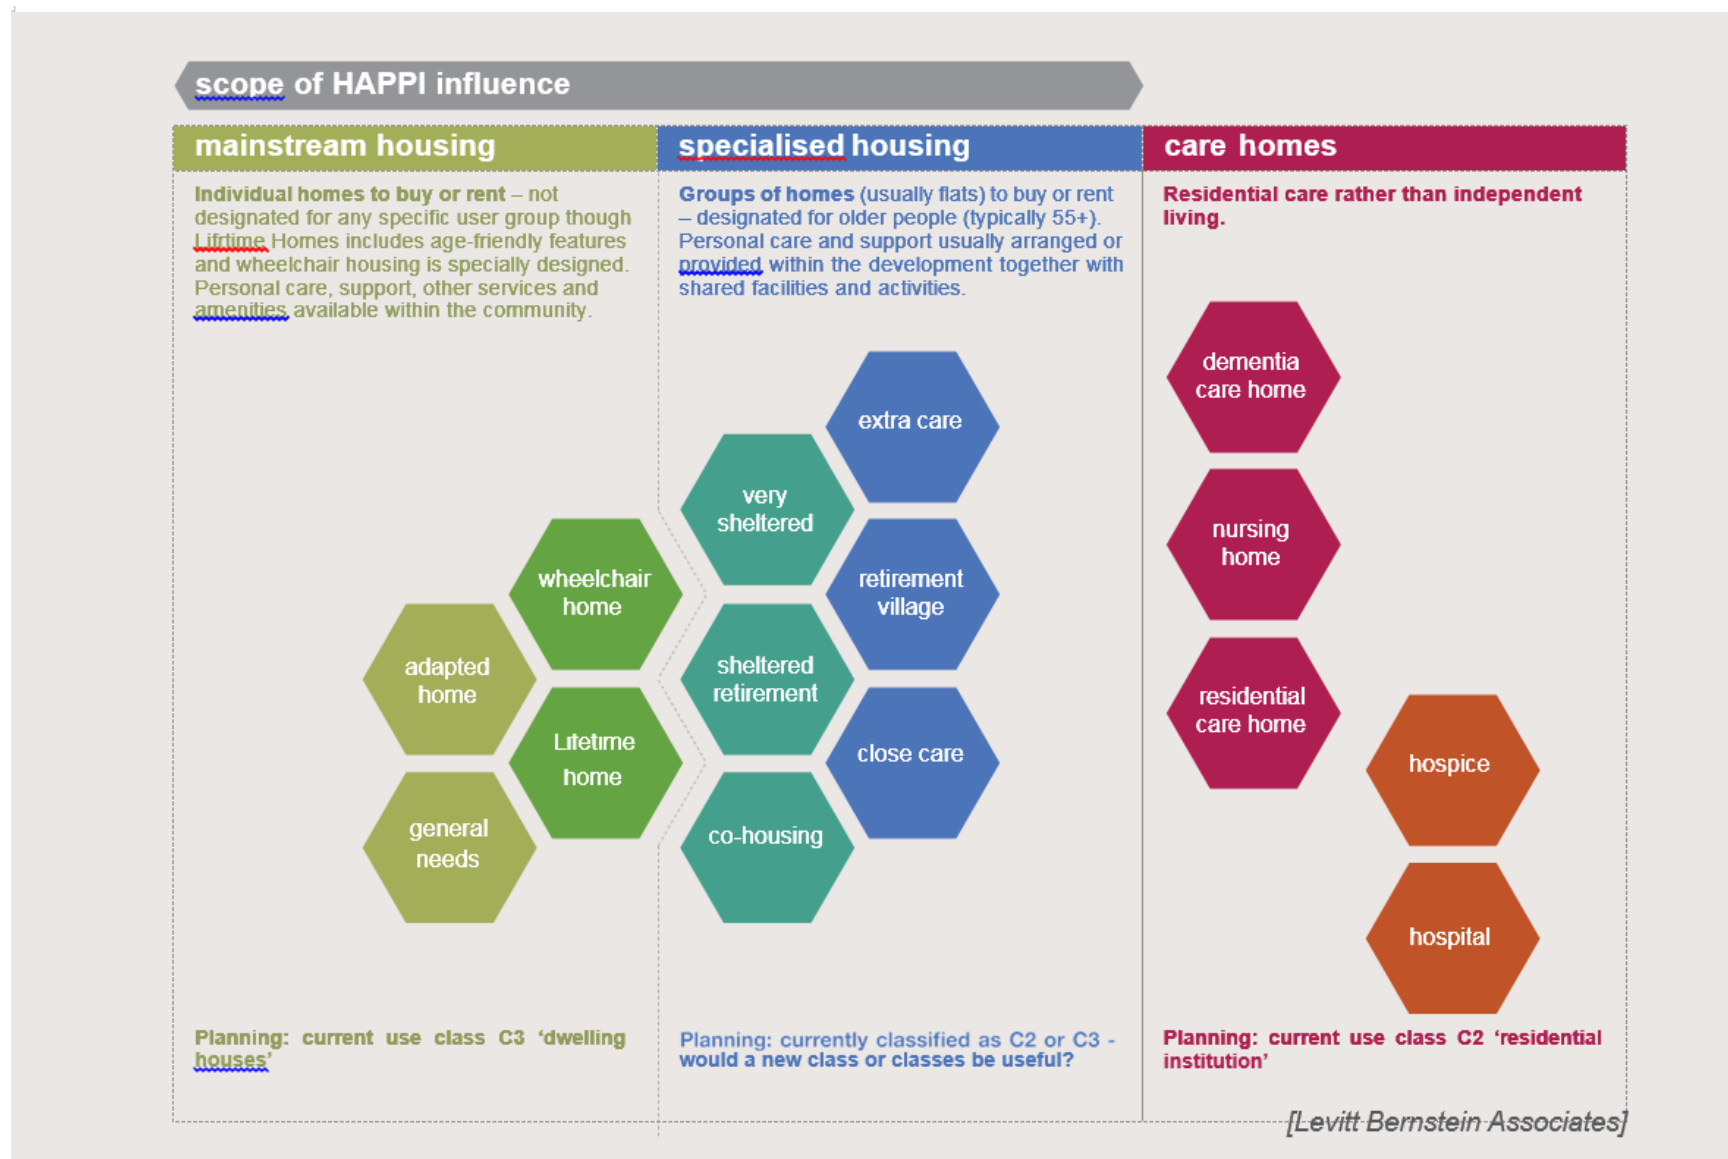 scope of HAPPI influence
mainstream housing
Individual homes to buy or rent – not
designated for any specific user group though
Lifrtime Homes includes age-friendly features
and wheelchair housing is specially designed.
Personal care, support, other services and
amenities available within the community.
wheelchair
home
adapted
home
Lifetime
home
general
needs
Planning: current use class C3 ‘dwelling
houses’
specialised housing
Groups of homes (usually flats) to buy or rent
– designated for older people (typically 55+).
Personal care and support usually arranged or
provided within the development together with
shared facilities and activities.
extra care
very
sheltered
retirement
village
sheltered
retirement
close care
co-housing
Planning: currently classified as C2 or C3 -
would a new class or classes be useful?
care homes
Residential care rather than independent
living.
dementia
care home
nursing
home
residential
care home
hospice
hospital
Planning: current use class C2 ‘residential
institution’
[Levitt Bernstein Associates]